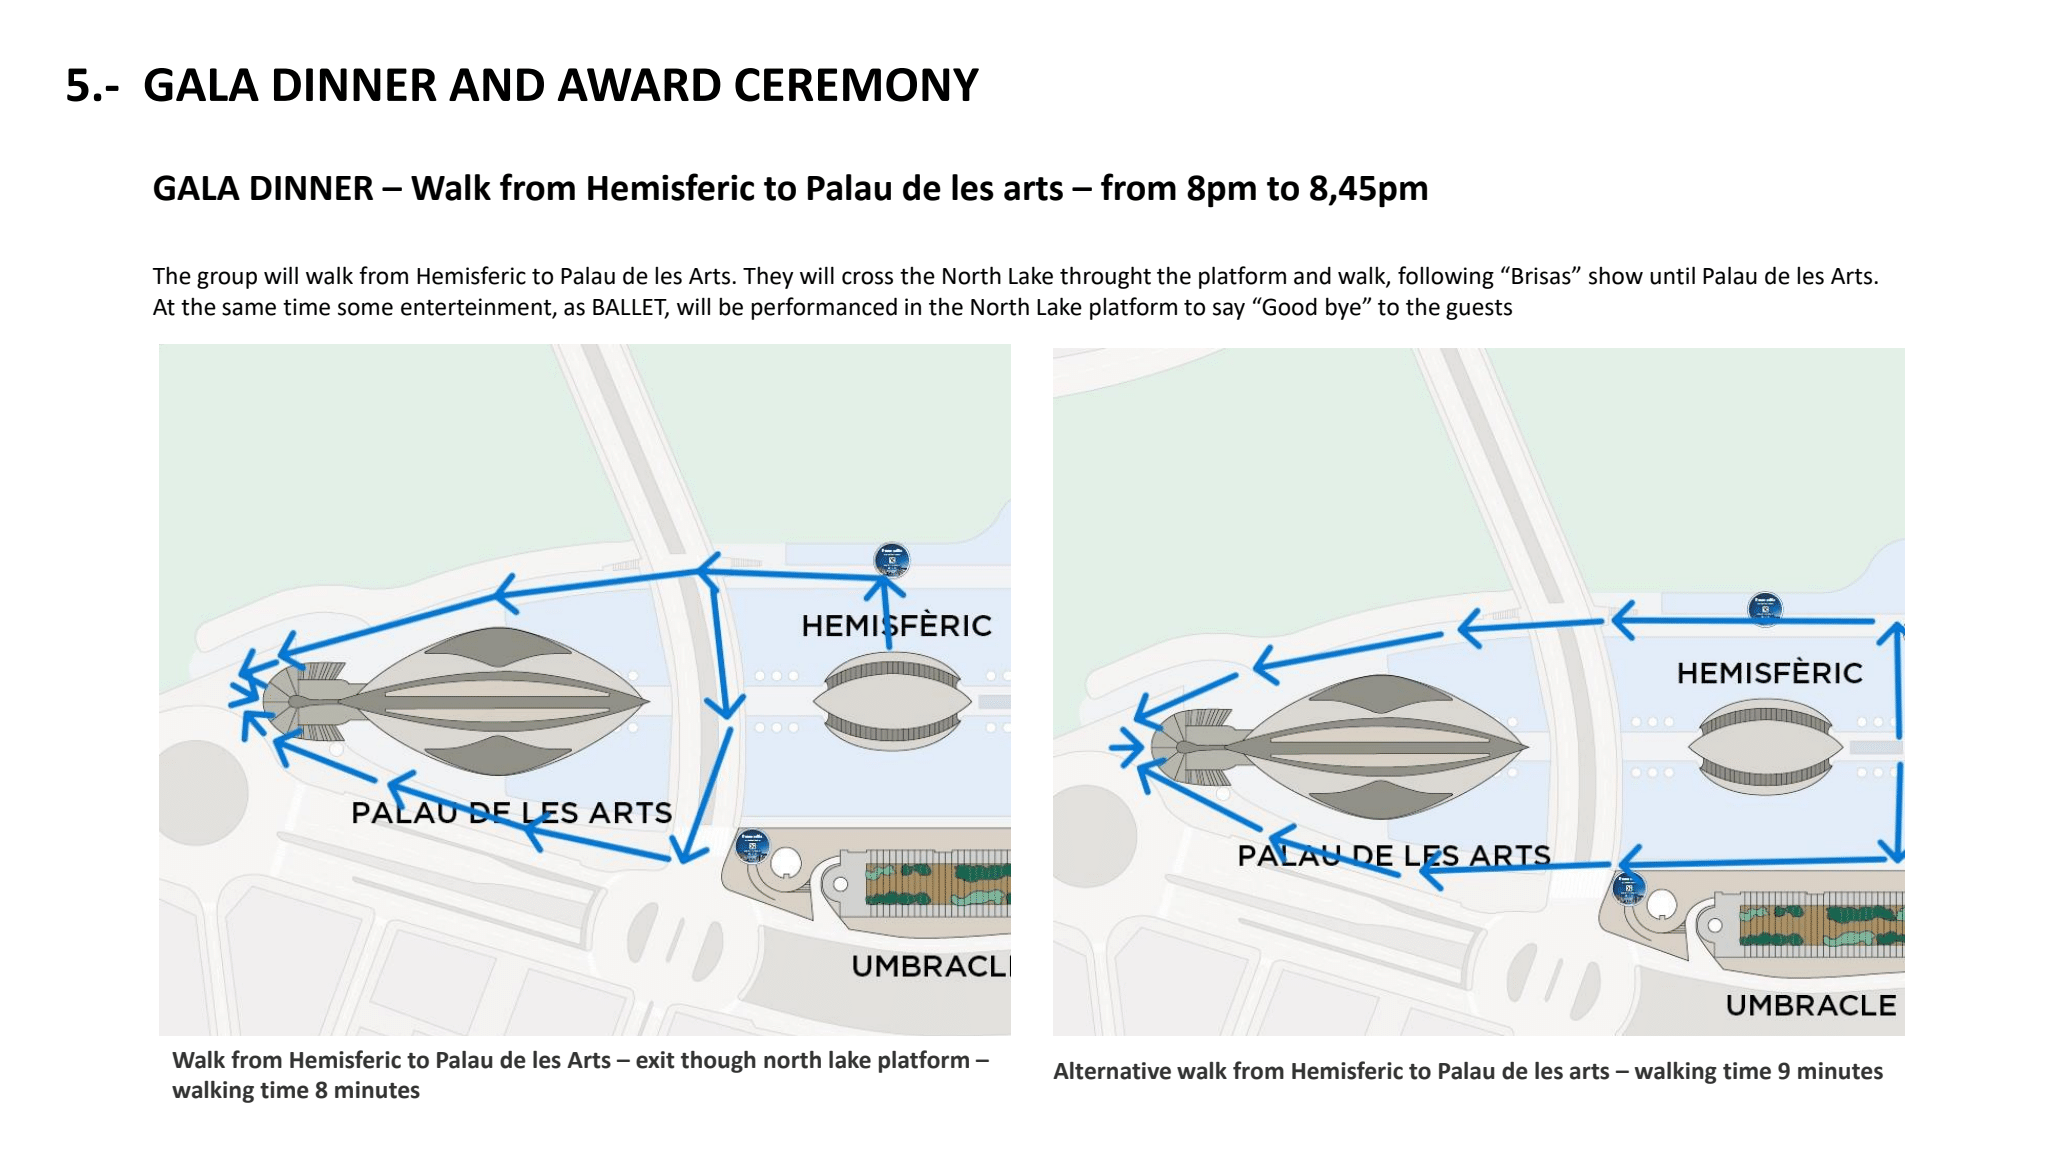 5.- GALA DINNER AND AWARD CEREMONY
GALA DINNER – Walk from Hemisferic to Palau de les arts – from 8pm to 8,45pm
The group will walk from Hemisferic to Palau de les Arts. They will cross the North Lake throught the platform and walk, following “Brisas” show until Palau de les Arts.
At the same time some enterteinment, as BALLET, will be performanced in the North Lake platform to say “Good bye” to the guests
HEMISFÈRIC
PALAU DE LES ARTS
UMBRACLE
HEMISFÈRIC
PALAU DE LES ARTS
UMBRACLE
Walk from Hemisferic to Palau de les Arts – exit though north lake platform –
walking time 8 minutes
Alternative walk from Hemisferic to Palau de les arts – walking time 9 minutes